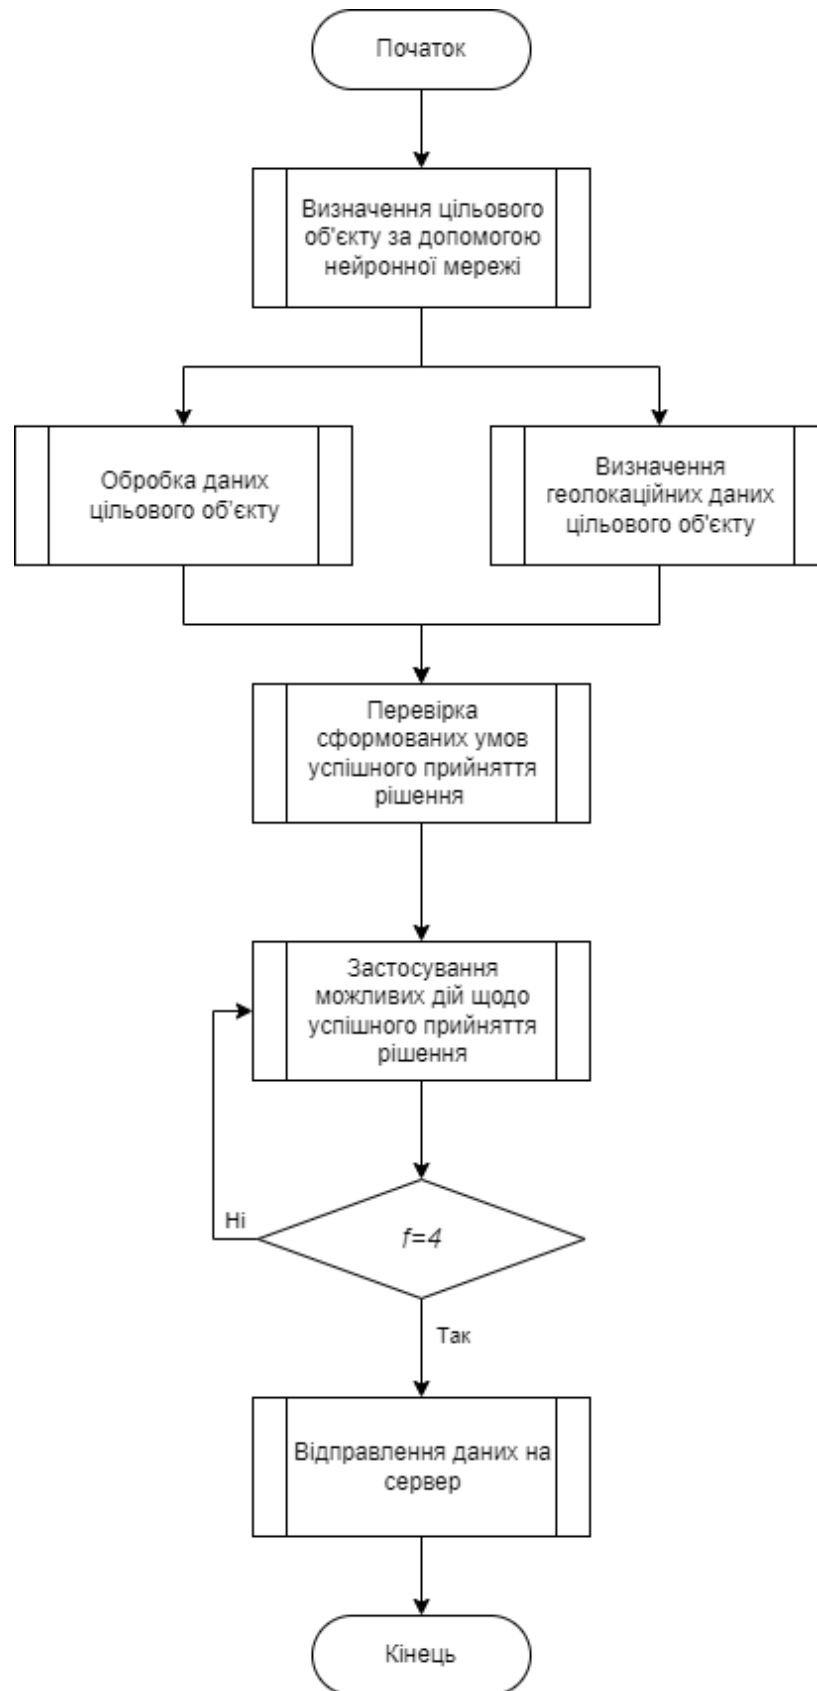 Початок
Визначення цільового
об'єкту за допомогою
нейронної мережі
Обробка даних
цільового об'єкту
Визначення
геолокаційних даних
цільового об'єкту
Перевірка
сформованих умов
успішного прийняття
рішення
Застосування
можливих дій щодо
успішного прийняття
рішення
Ні
f=4
Так
Відправлення даних на
сервер
Кінець